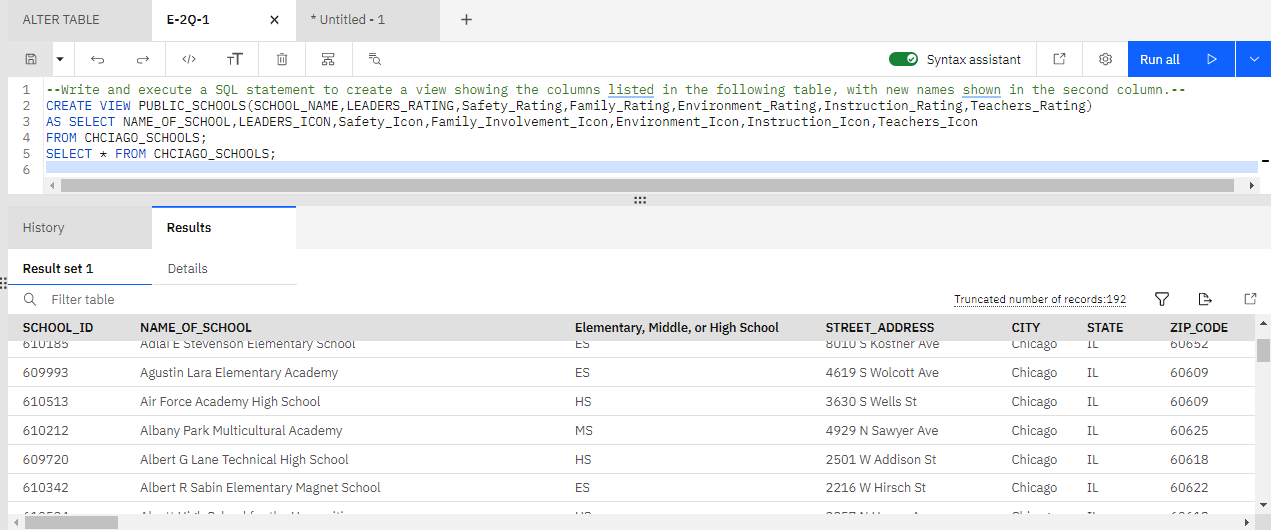 ALTER TABLE
E-2Q-1
* Untitled - 1
Syntax assistant
Run all
1 --Write and execute a SQL statement to create a view showing the columns listed in the following table, with new names shown in the second column.--
2 CREATE VIEW PUBLIC_SCHOOLS(SCHOOL_NAME,LEADERS_RATING,Safety_Rating,Family_Rating,Environment_Rating,Instruction_Rating,Teachers_Rating)
3 AS SELECT NAME_OF_SCHOOL,LEADERS_ICON,Safety_Icon,Family_Involvement_Icon,Environment_Icon,Instruction_Icon,Teachers_Icon
4 FROM CHCIAGO_SCHOOLS;
5 SELECT * FROM CHCIAGO_SCHOOLS;
6
History Results
Result set 1 Details
Filter table Truncated number of records:192
SCHOOL_ID NAME_OF_SCHOOL Elementary, Middle, or High School STREET_ADDRESS CITY STATE ZIP_CODE
610185 Adlai E Stevenson Elementary School ES 8010 S Kostner Ave Chicago IL 60652
609993 Agustin Lara Elementary Academy ES 4619 S Wolcott Ave Chicago IL 60609
610513 Air Force Academy High School HS 3630 S Wells St Chicago IL 60609
610212 Albany Park Multicultural Academy MS 4929 N Sawyer Ave Chicago IL 60625
609720 Albert G Lane Technical High School HS 2501 W Addison St Chicago IL 60618
610342 Albert R Sabin Elementary Magnet School ES 2216 W Hirsch St Chicago IL 60622